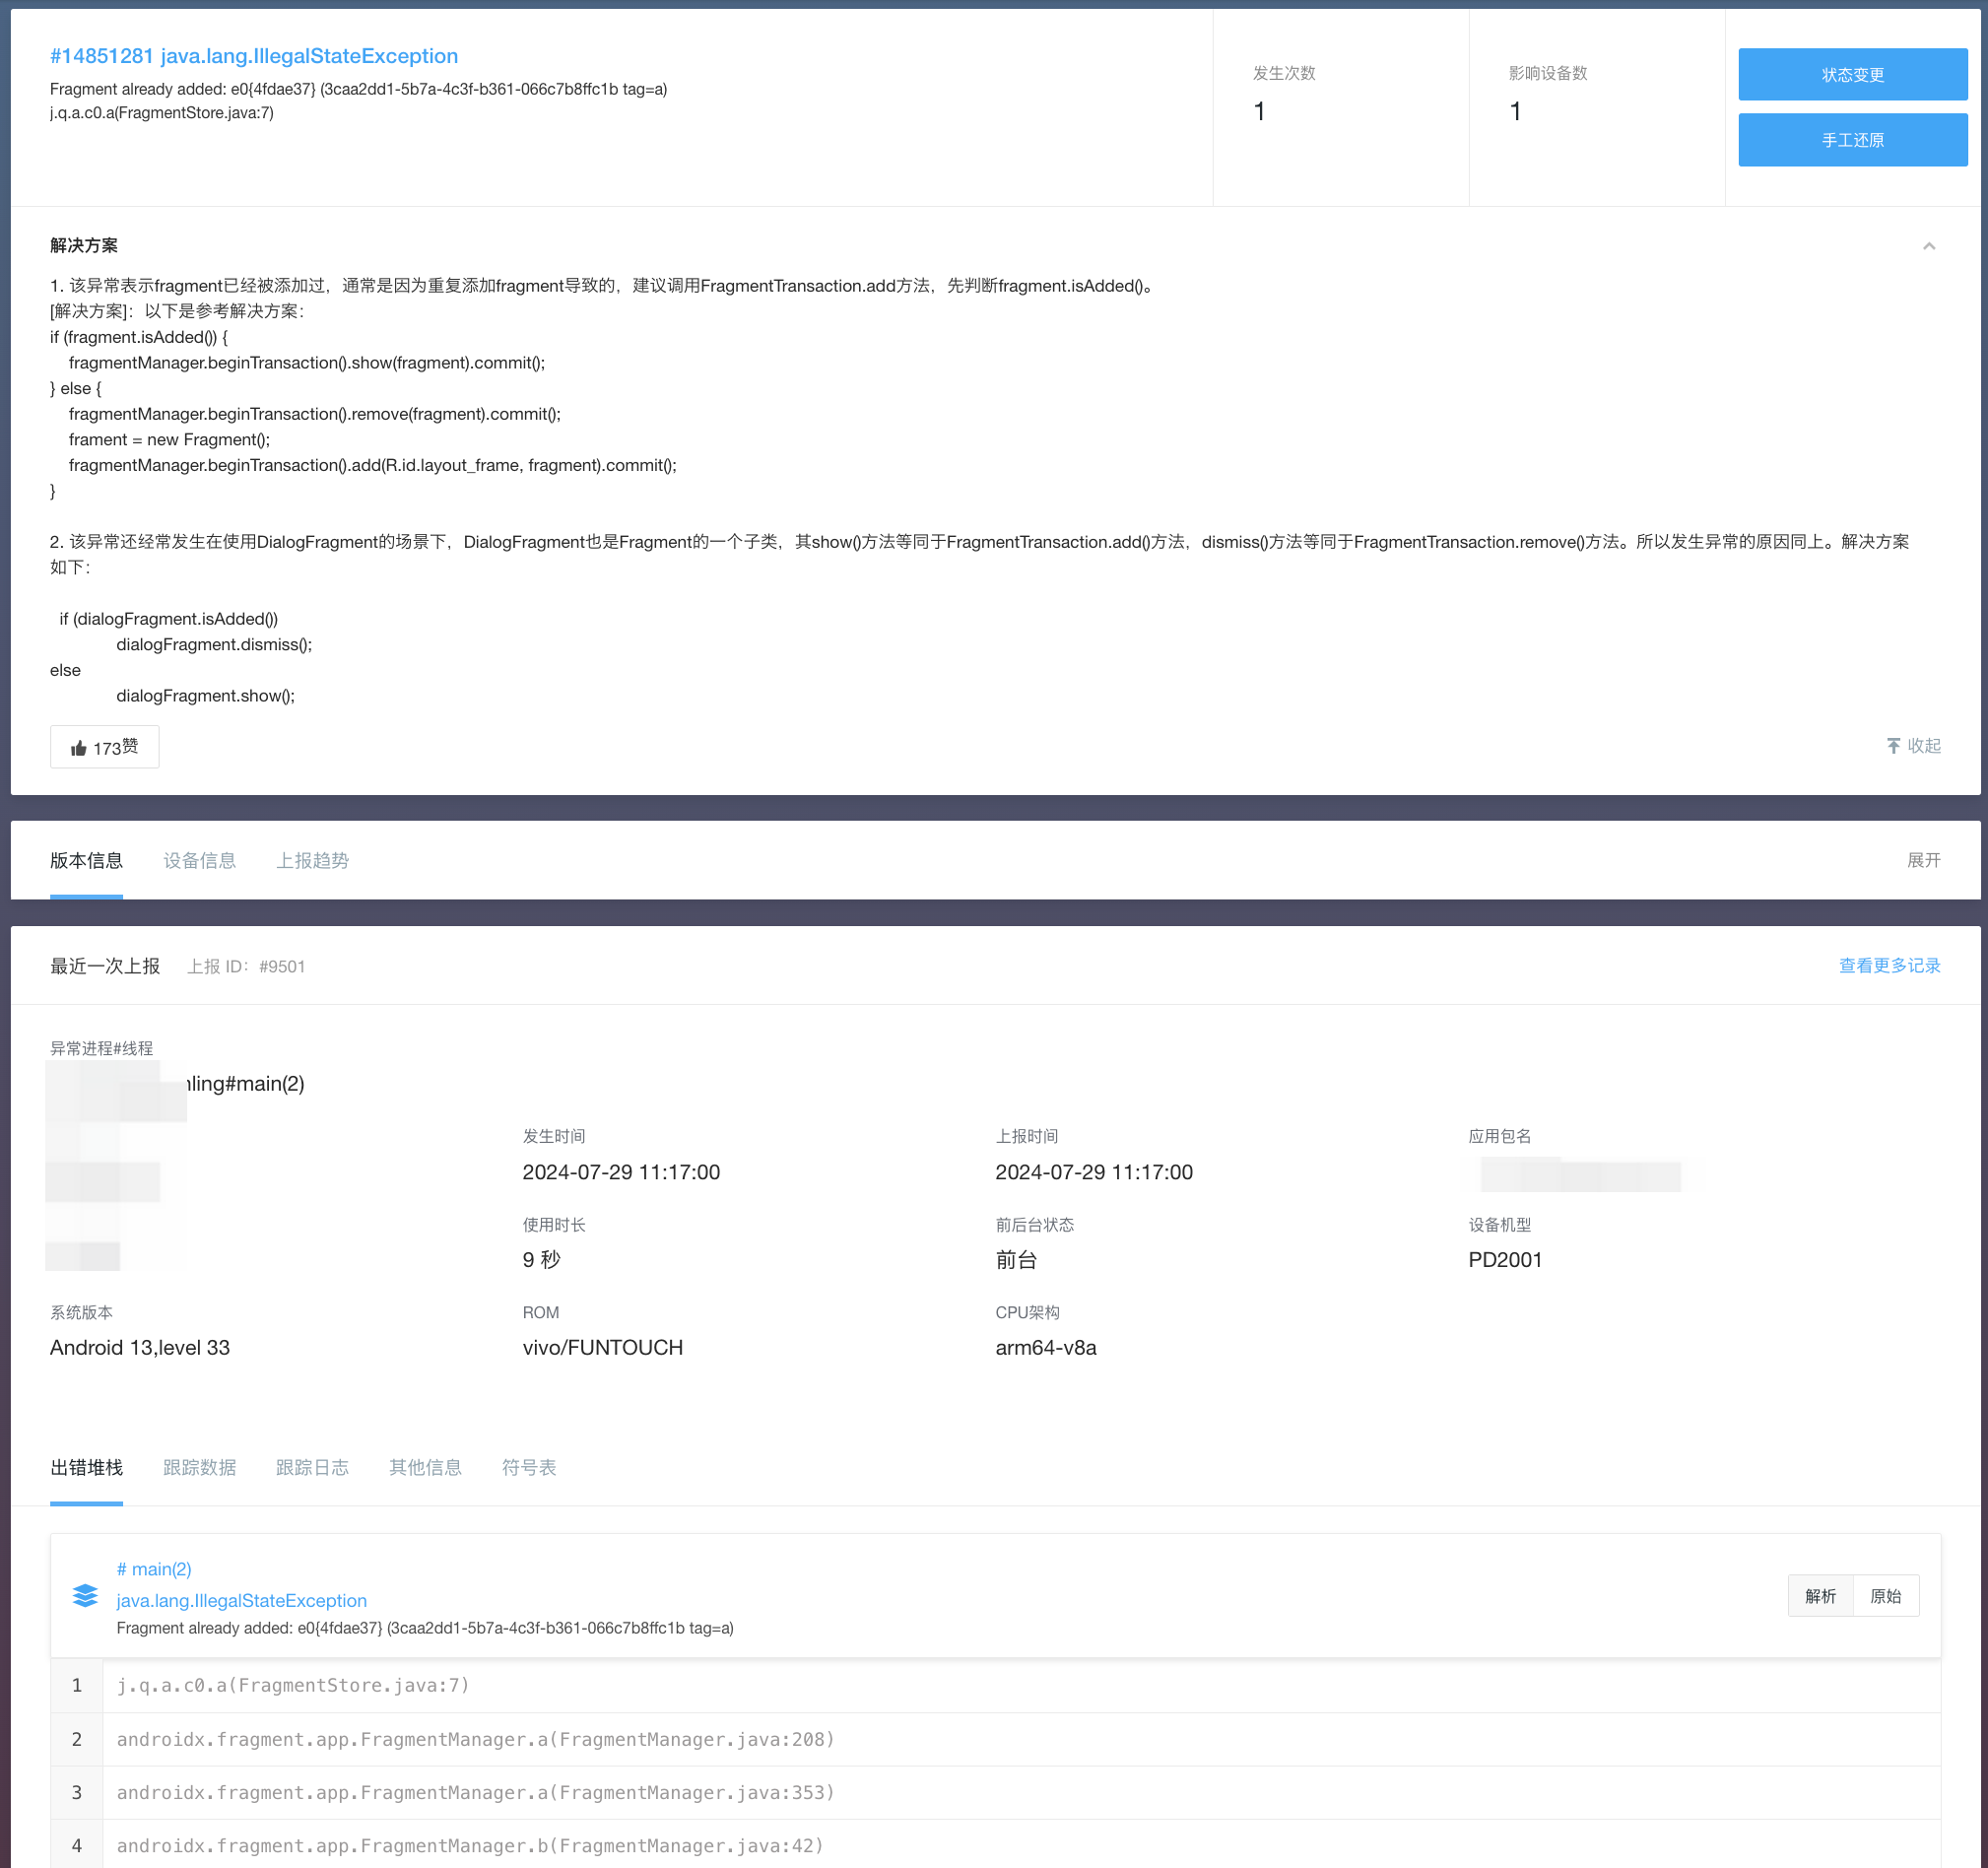 #14851281 java.lang.IllegalStateException
Fragment already added: e0{4fdae37} (3caa2dd1-5b7a-4c3f-b361-066c7b8ffc1b tag=a)
j.q.a.c0.a(FragmentStore.java:7)
发生次数
1
影响设备数
1
状态变更
手工还原
解决方案
1. 该异常表示fragment已经被添加过，通常是因为重复添加fragment导致的，建议调用FragmentTransaction.add方法，先判断fragment.isAdded()。
[解决方案]：以下是参考解决方案：
if (fragment.isAdded()) {
fragmentManager.beginTransaction().show(fragment).commit();
} else {
fragmentManager.beginTransaction().remove(fragment).commit();
frament = new Fragment();
fragmentManager.beginTransaction().add(R.id.layout_frame, fragment).commit();
}
2. 该异常还经常发生在使用DialogFragment的场景下，DialogFragment也是Fragment的一个子类，其show()方法等同于FragmentTransaction.add()方法，dismiss()方法等同于FragmentTransaction.remove()方法。所以发生异常的原因同上。解决方案
如下：
if (dialogFragment.isAdded())
dialogFragment.dismiss();
else
dialogFragment.show();
173赞
收起
版本信息 设备信息 上报趋势 展开
最近一次上报 上报 ID：#9501 查看更多记录
异常进程#线程
ling#main(2)
发生时间 上报时间 应用包名
2024-07-29 11:17:00 2024-07-29 11:17:00
使用时长 前后台状态 设备机型
9 秒 前台 PD2001
系统版本 ROM CPU架构
Android 13,level 33 vivo/FUNTOUCH arm64-v8a
出错堆栈 跟踪数据 跟踪日志 其他信息 符号表
# main(2)
java.lang.IllegalStateException
Fragment already added: e0{4fdae37} (3caa2dd1-5b7a-4c3f-b361-066c7b8ffc1b tag=a)
解析 原始
1 j.q.a.c0.a(FragmentStore.java:7)
2 androidx.fragment.app.FragmentManager.a(FragmentManager.java:208)
3 androidx.fragment.app.FragmentManager.a(FragmentManager.java:353)
4 androidx.fragment.app.FragmentManager.b(FragmentManager.java:42)